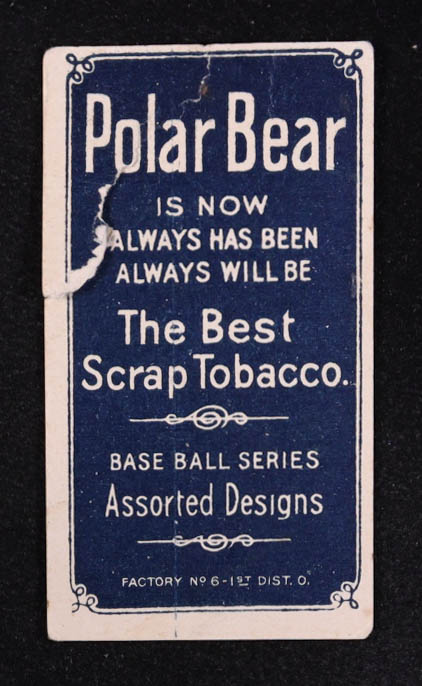 Polar Bear
IS NOW
ALWAYS HAS BEEN
ALWAYS WILL BE
The Best
Scrap Tobacco.
BASE BALL SERIES
Assorted Designs
FACTORY Nº 6-1ST DIST. O.